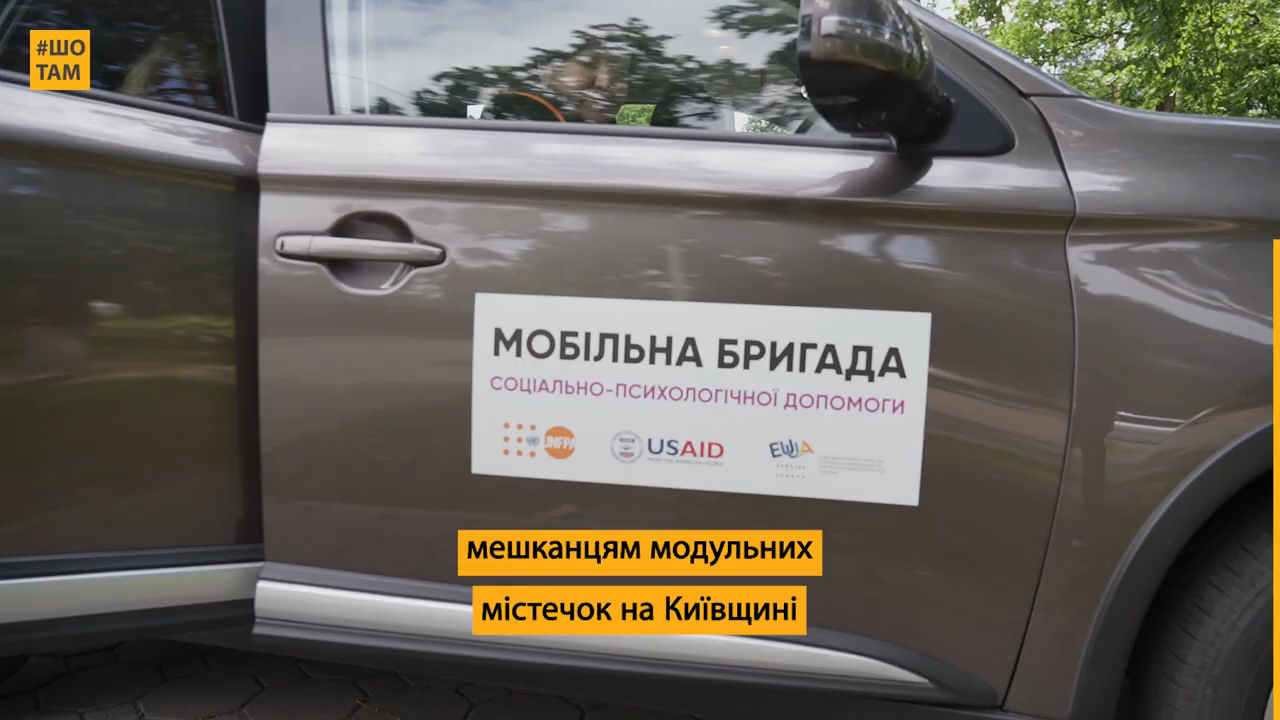 #ШО
ТАМ
МОБІЛЬНА БРИГАДА
СОЦІАЛЬНО-ПСИХОЛОГІЧНОЇ ДОПОМОГИ
UNFPA
USAID
мешканцям модульних
містечок на Київщині